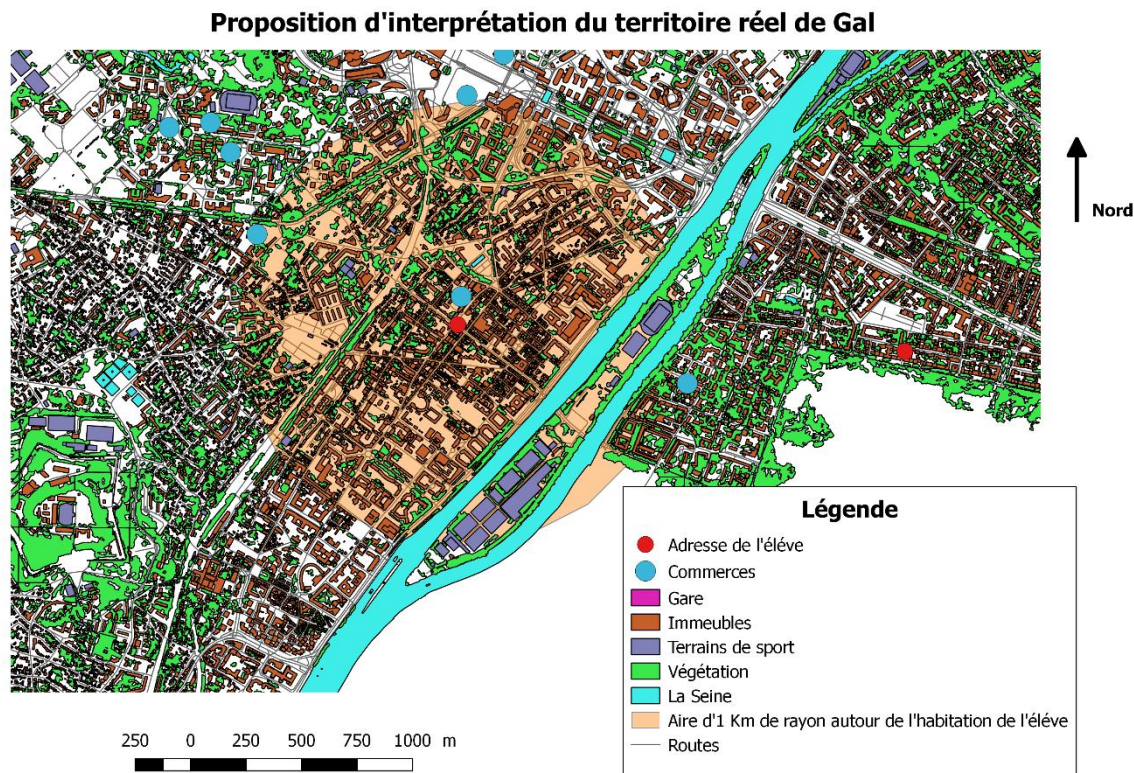 Proposition d'interprétation du territoire réel de Gal
Nord
Légende
Adresse de l'éléve
Commerces
Gare
Immeubles
Terrains de sport
Végétation
La Seine
Aire d'1 Km de rayon autour de l'habitation de l'éléve
Routes
250 0 250 500 750 1000 m